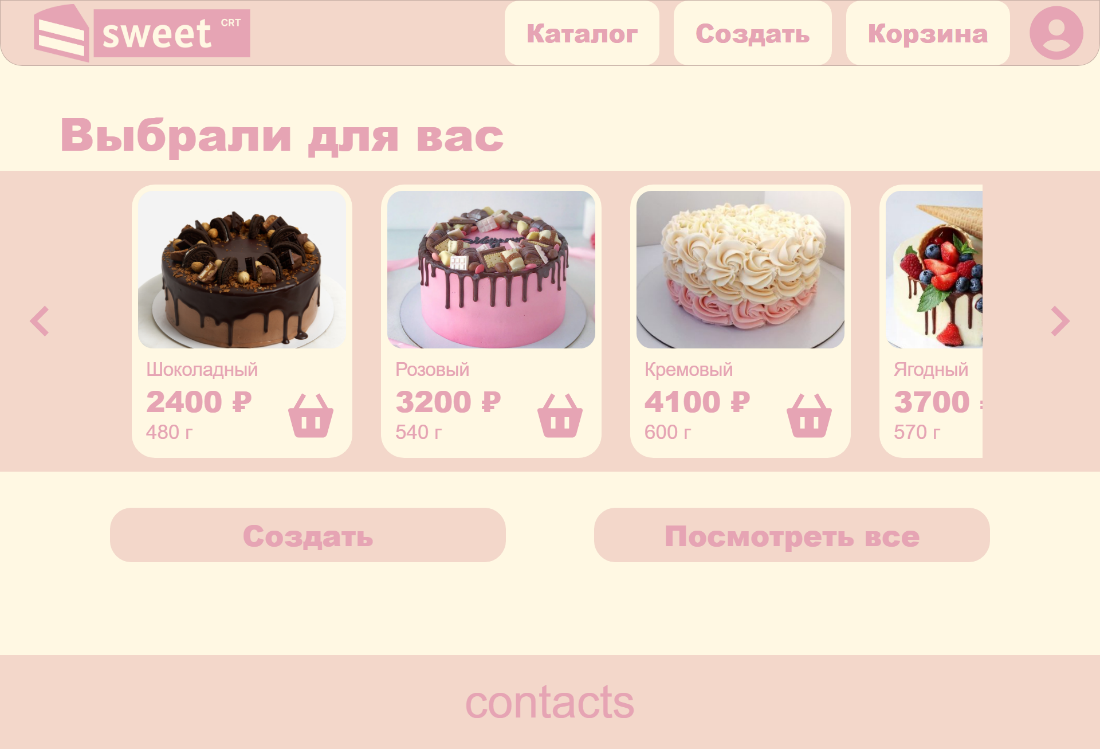 sweet CRT
Каталог
Создать
Корзина
Выбрали для вас
Шоколадный
2400 ₽
480 г
Розовый
3200 ₽
540 г
Кремовый
4100 ₽
600 г
Ягодный
3700
570 г
Создать
Посмотреть все
contacts